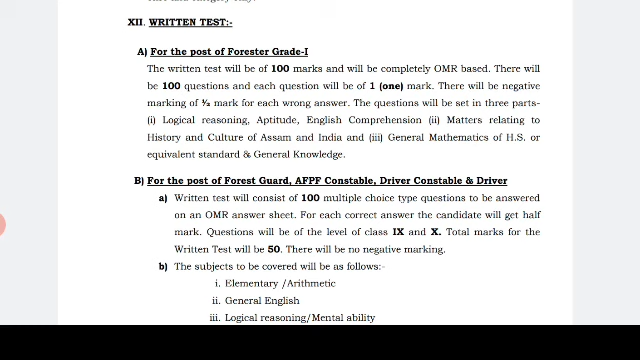 XII. WRITTEN TEST:-
A) For the post of Forester Grade-I
The written test will be of 100 marks and will be completely OMR based. There will
be 100 questions and each question will be of 1 (one) mark. There will be negative
marking of ½ mark for each wrong answer. The questions will be set in three parts-
(i) Logical reasoning, Aptitude, English Comprehension (ii) Matters relating to
History and Culture of Assam and India and (iii) General Mathematics of H.S. or
equivalent standard & General Knowledge.
B) For the post of Forest Guard, AFPF Constable, Driver Constable & Driver
a) Written test will consist of 100 multiple choice type questions to be answered
on an OMR answer sheet. For each correct answer the candidate will get half
mark. Questions will be of the level of class IX and X. Total marks for the
Written Test will be 50. There will be no negative marking.
b) The subjects to be covered will be as follows:-
i. Elementary /Arithmetic
ii. General English
iii. Logical reasoning/Mental ability